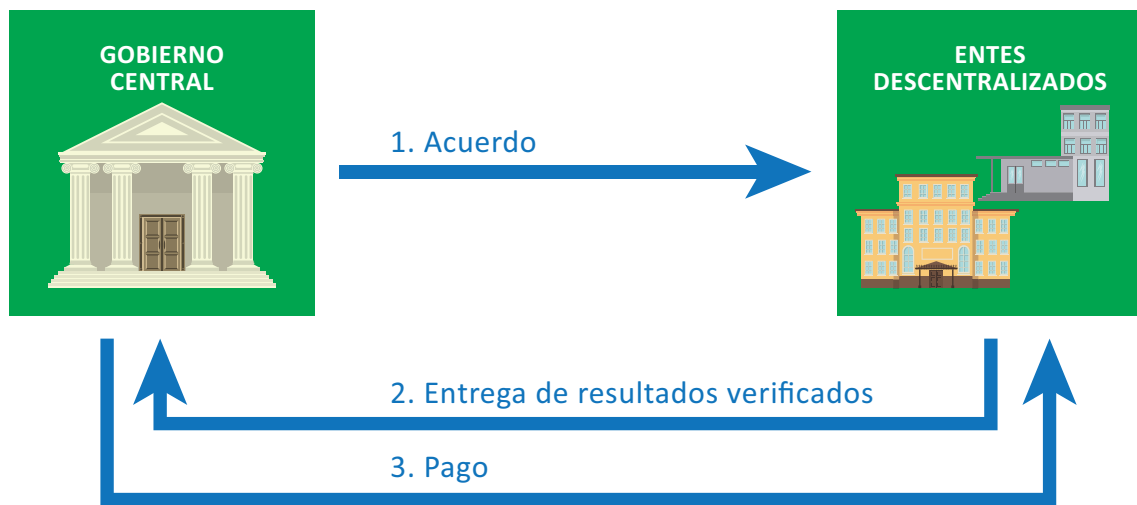 GOBIERNO
CENTRAL
ENTES
DESCENTRALIZADOS
1. Acuerdo
2. Entrega de resultados verificados
3. Pago